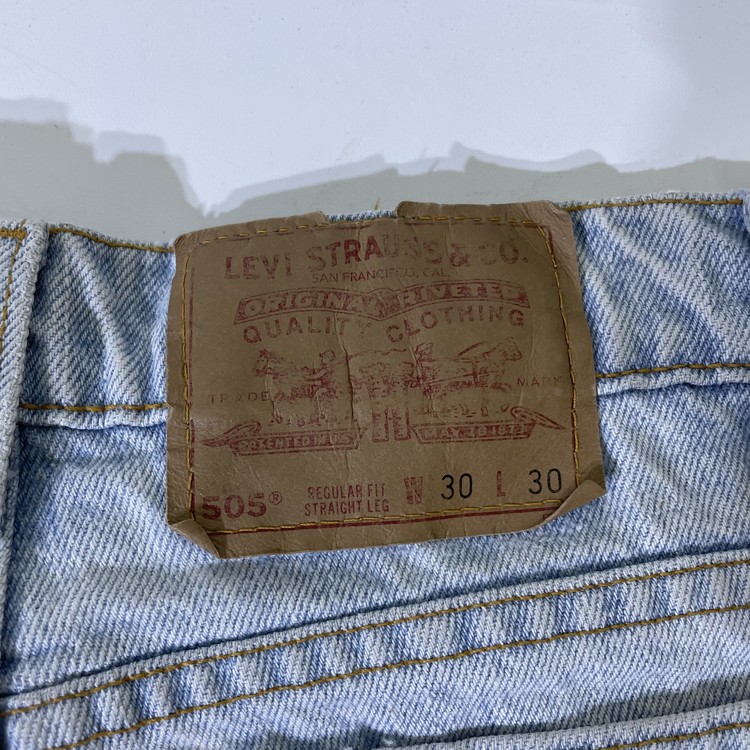 LEVI STRAUSS & CO.
SAN FRANCISCO, CAL.
ORIGINAL RIVETED
QUALITY CLOTHING
TRADE MARK
PATENTED IN U.S. MAY 20 1873
505® REGULAR FIT STRAIGHT LEG W 30 L 30